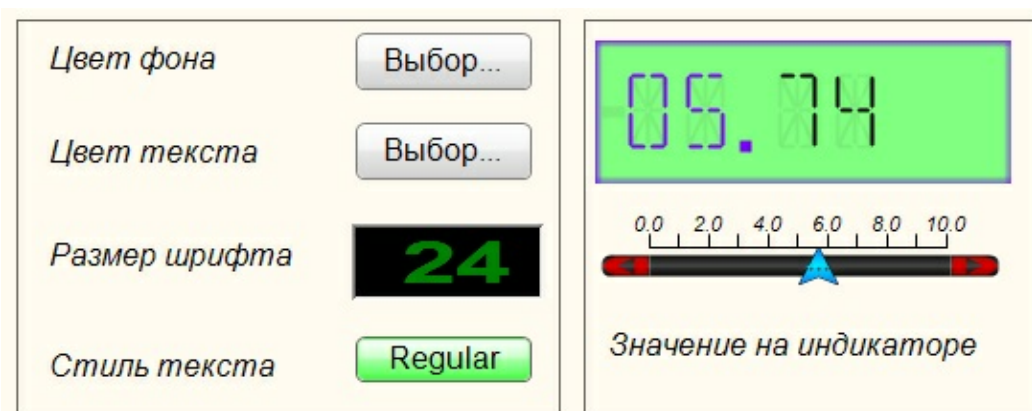 Цвет фона
Выбор...
Цвет текста
Выбор...
Размер шрифта
24
Стиль текста
Regular
05.74
0.0 2.0 4.0 6.0 8.0 10.0
Значение на индикаторе